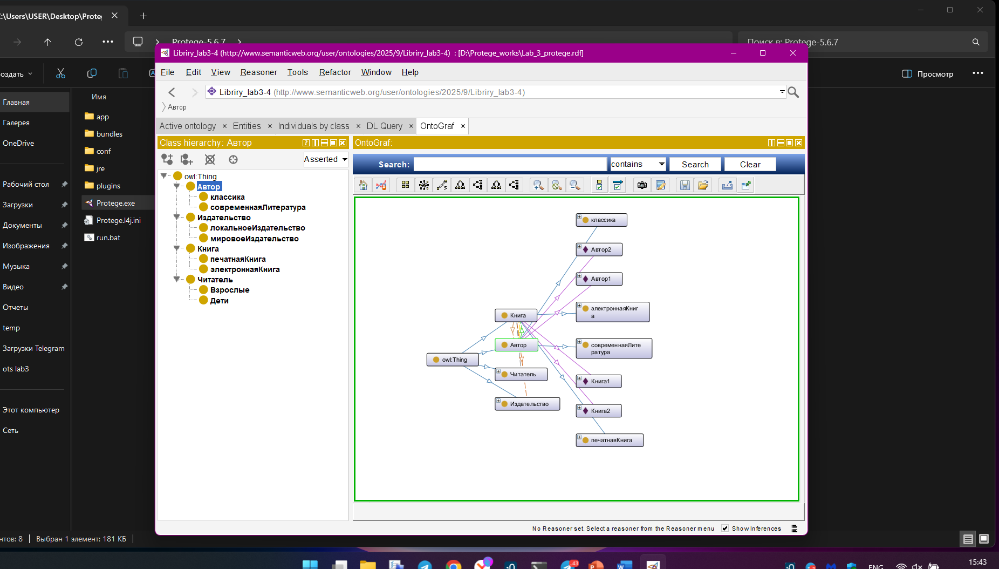 C:\Users\USER\Desktop\Prote
Protege-5.6.7
Поиск в: Protege-5.6.7
оздать
Просмотр
Главная
Галерея
OneDrive
Рабочий стол
Загрузки
Документы
Изображения
Музыка
Видео
Отчеты
temp
Загрузки Telegram
ots lab3
Этот компьютер
Сеть
Имя
app
bundles
conf
jre
plugins
Protege.exe
Protege.l4j.ini
run.bat
нтов: 8
Выбран 1 элемент: 181 КБ
Libriry_lab3-4 (http://www.semanticweb.org/user/ontologies/2025/9/Libriry_lab3-4) : [D:\Protege_works\Lab_3_protege.rdf]
File Edit View Reasoner Tools Refactor Window Help
Libriry_lab3-4 (http://www.semanticweb.org/user/ontologies/2025/9/Libriry_lab3-4)
Автор
Active ontology × Entities × Individuals by class × DL Query × OntoGraf ×
Class hierarchy: Автор
Asserted
owl:Thing
Автор
классика
современнаяЛитература
Издательство
локальноеИздательство
мировоеИздательство
Книга
печатнаяКнига
электроннаяКнига
Читатель
Взрослые
Дети
OntoGraf:
Search: contains Search Clear
классика
Автор2
Автор1
электроннаяКниг
а
Книга
Автор
современнаяЛите
ратура
owl:Thing
Читатель
Книга1
Издательство
Книга2
печатнаяКнига
No Reasoner set. Select a reasoner from the Reasoner menu
Show Inferences
43
ENG
15:43